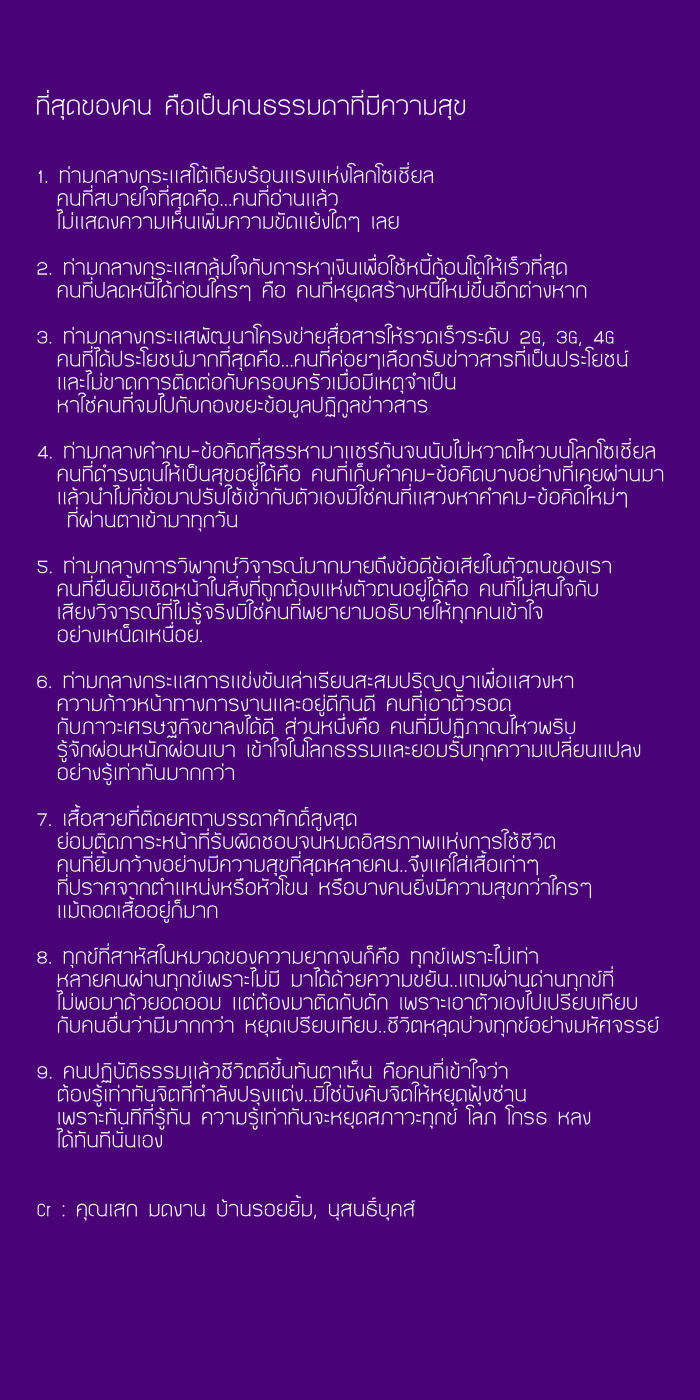 ที่สุดของคน คือเป็นคนธรรมดาที่มีความสุข
1. ท่ามกลางกระแสโต้เถียงร้อนแรงแห่งโลกโซเชี่ยล
คนที่สบายใจที่สุดคือ...คนที่อ่านแล้ว
ไม่แสดงความเห็นเพิ่มความขัดแย้งใดๆ เลย
2. ท่ามกลางกระแสกลุ้มใจกับการหาเงินเพื่อใช้หนี้ก้อนโตให้เร็วที่สุด
คนที่ปลดหนี้ได้ก่อนใครๆ คือ คนที่หยุดสร้างหนี้ใหม่ขึ้นอีกต่างหาก
3. ท่ามกลางกระแสพัฒนาโครงข่ายสื่อสารให้รวดเร็วระดับ 2G, 3G, 4G
คนที่ได้ประโยชน์มากที่สุดคือ...คนที่ค่อยๆเลือกรับข่าวสารที่เป็นประโยชน์
และไม่ขาดการติดต่อกับครอบครัวเมื่อมีเหตุจำเป็น
หาใช่คนที่จมไปกับกองขยะข้อมูลปฏิกูลข่าวสาร
4. ท่ามกลางคำคม-ข้อคิดที่สรรหามาแชร์กันจนนับไม่หวาดไหวบนโลกโซเชี่ยล
คนที่ดำรงตนให้เป็นสุขอยู่ได้คือ คนที่เก็บคำคม-ข้อคิดบางอย่างที่เคยผ่านมา
แล้วนำไม่กี่ข้อมาปรับใช้เข้ากับตัวเองมิใช่คนที่แสวงหาคำคม-ข้อคิดใหม่ๆ
ที่ผ่านตาเข้ามาทุกวัน
5. ท่ามกลางการวิพากษ์วิจารณ์มากมายถึงข้อดีข้อเสียในตัวตนของเรา
คนที่ยืนยิ้มเชิดหน้าในสิ่งที่ถูกต้องแห่งตัวตนอยู่ได้คือ คนที่ไม่สนใจกับ
เสียงวิจารณ์ที่ไม่รู้จริงมิใช่คนที่พยายามอธิบายให้ทุกคนเข้าใจ
อย่างเหน็ดเหนื่อย.
6. ท่ามกลางกระแสการแข่งขันเล่าเรียนสะสมปริญญาเพื่อแสวงหา
ความก้าวหน้าทางการงานและอยู่ดีกินดี คนที่เอาตัวรอด
กับภาวะเศรษฐกิจขาลงได้ดี ส่วนหนึ่งคือ คนที่มีปฏิภาณไหวพริบ
รู้จักผ่อนหนักผ่อนเบา เข้าใจในโลกธรรมและยอมรับทุกความเปลี่ยนแปลง
อย่างรู้เท่าทันมากกว่า
7. เสื้อสวยที่ติดยศถาบรรดาศักดิ์สูงสุด
ย่อมติดภาระหน้าที่รับผิดชอบจนหมดอิสรภาพแห่งการใช้ชีวิต
คนที่ยิ้มกว้างอย่างมีความสุขที่สุดหลายคน..จึงแค่ใส่เสื้อเก่าๆ
ที่ปราศจากตำแหน่งหรือหัวโขน หรือบางคนยิ่งมีความสุขกว่าใครๆ
แม้ถอดเสื้ออยู่ก็มาก
8. ทุกข์ที่สาหัสในหมวดของความยากจนก็คือ ทุกข์เพราะไม่เท่า
หลายคนผ่านทุกข์เพราะไม่มี มาได้ด้วยความขยัน..แถมผ่านด่านทุกข์ที่
ไม่พอมาด้วยอดออม แต่ต้องมาติดกับดัก เพราะเอาตัวเองไปเปรียบเทียบ
กับคนอื่นว่ามีมากกว่า หยุดเปรียบเทียบ..ชีวิตหลุดบ่วงทุกข์อย่างมหัศจรรย์
9. คนปฏิบัติธรรมแล้วชีวิตดีขึ้นทันตาเห็น คือคนที่เข้าใจว่า
ต้องรู้เท่าทันจิตที่กำลังปรุงแต่ง..มิใช่บังคับจิตให้หยุดฟุ้งซ่าน
เพราะทันทีที่รู้ทัน ความรู้เท่าทันจะหยุดสภาวะทุกข์ โลภ โกรธ หลง
ได้ทันทีนั่นเอง
Cr : คุณเสก มดงาน บ้านรอยยิ้ม, นุสนธิ์บุคส์